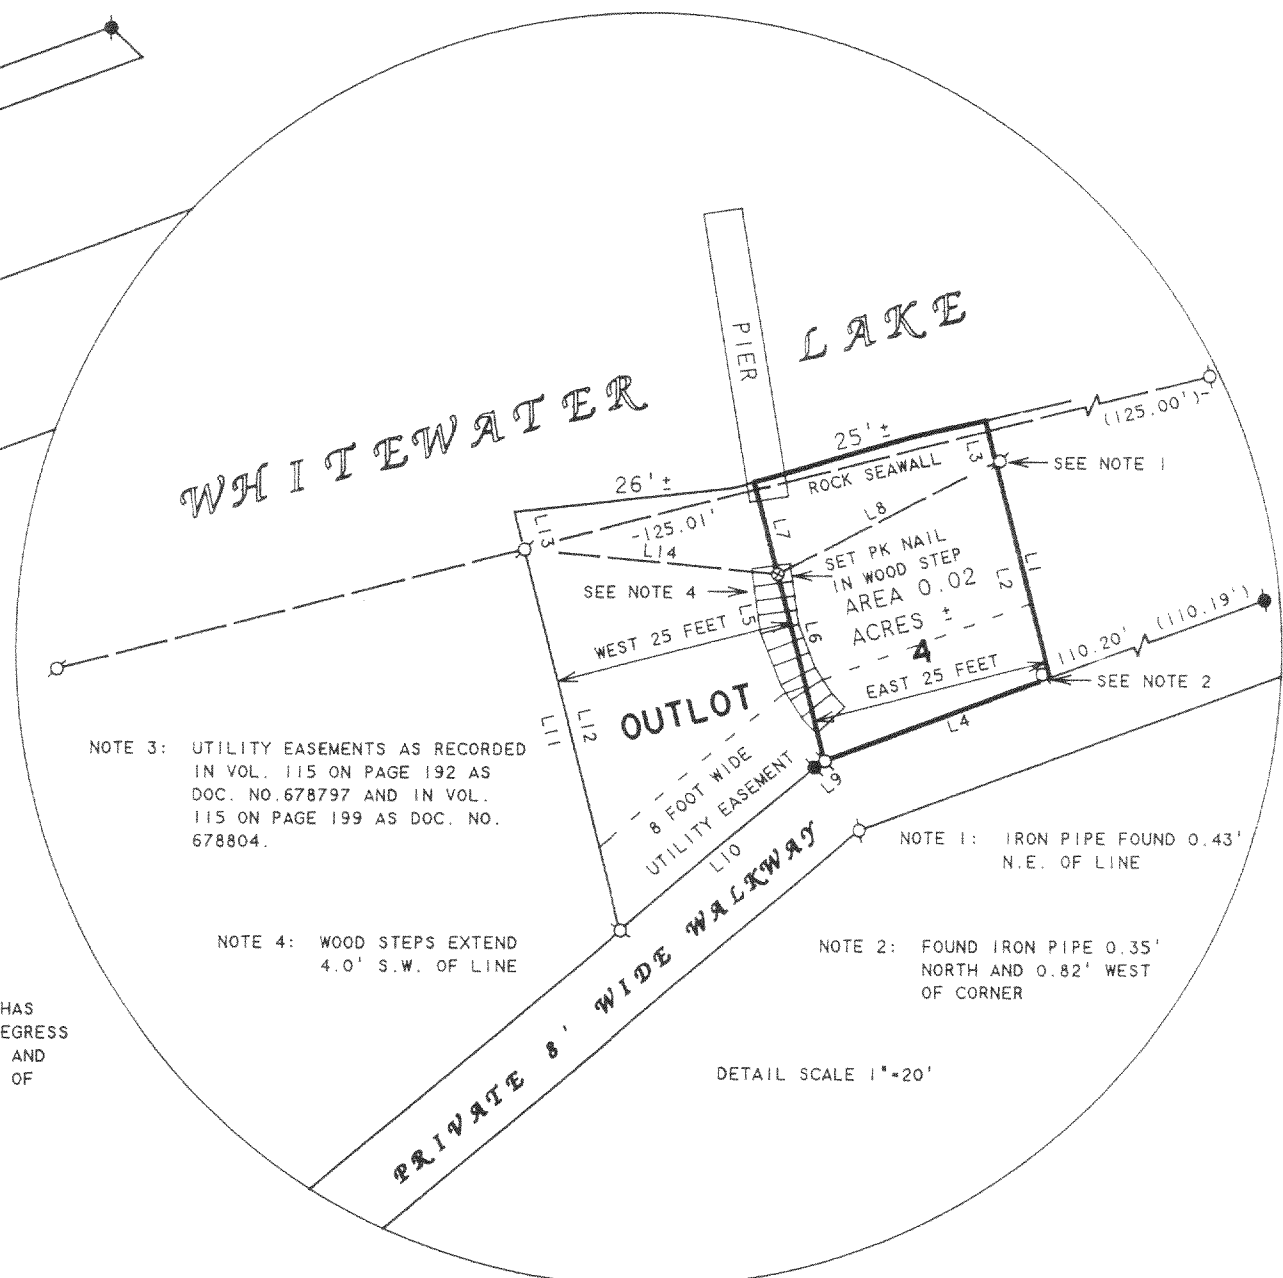 WHITEWATER LAKE
PIER
(125.00')
25'±
26'±
ROCK SEAWALL
L3
SEE NOTE 1
L13
-125.01'
L14
L7
L8
SET PK NAIL
IN WOOD STEP
AREA 0.02
ACRES ±
4
L1
L2
SEE NOTE 4
L5
L6
WEST 25 FEET
EAST 25 FEET
110.20'
(110.19')
SEE NOTE 2
OUTLOT
L11
L12
L4
L9
8 FOOT WIDE
UTILITY EASEMENT
L10
NOTE 3: UTILITY EASEMENTS AS RECORDED
IN VOL. 115 ON PAGE 192 AS
DOC. NO.678797 AND IN VOL.
115 ON PAGE 199 AS DOC. NO.
678804.
NOTE 1: IRON PIPE FOUND 0.43'
N.E. OF LINE
NOTE 4: WOOD STEPS EXTEND
4.0' S.W. OF LINE
NOTE 2: FOUND IRON PIPE 0.35'
NORTH AND 0.82' WEST
OF CORNER
PRIVATE 8' WIDE WALKWAY
HAS
EGRESS
AND
OF
DETAIL SCALE 1"=20'